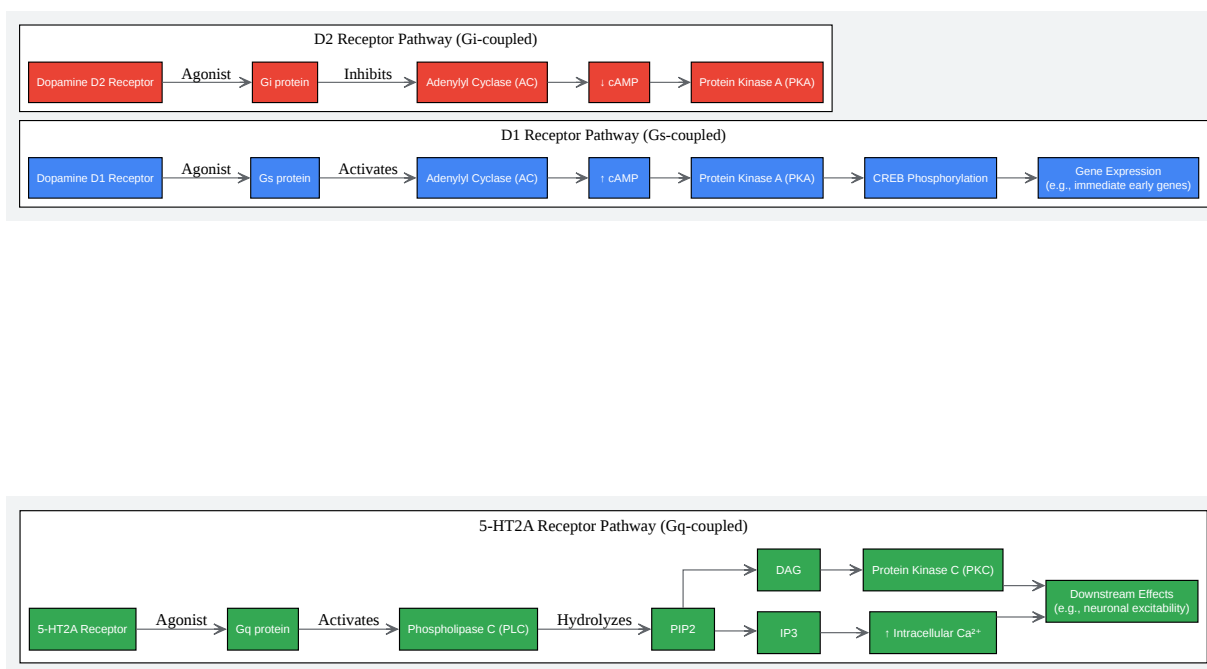 D2 Receptor Pathway (Gi-coupled)
Dopamine D2 Receptor
Agonist
Gi protein
Inhibits
Adenylyl Cyclase (AC)
↓ cAMP
Protein Kinase A (PKA)
D1 Receptor Pathway (Gs-coupled)
Dopamine D1 Receptor
Agonist
Gs protein
Activates
Adenylyl Cyclase (AC)
↑ cAMP
Protein Kinase A (PKA)
CREB Phosphorylation
Gene Expression
(e.g., immediate early genes)
5-HT2A Receptor Pathway (Gq-coupled)
5-HT2A Receptor
Agonist
Gq protein
Activates
Phospholipase C (PLC)
Hydrolyzes
PIP2
DAG
Protein Kinase C (PKC)
IP3
↑ Intracellular Ca²⁺
Downstream Effects
(e.g., neuronal excitability)